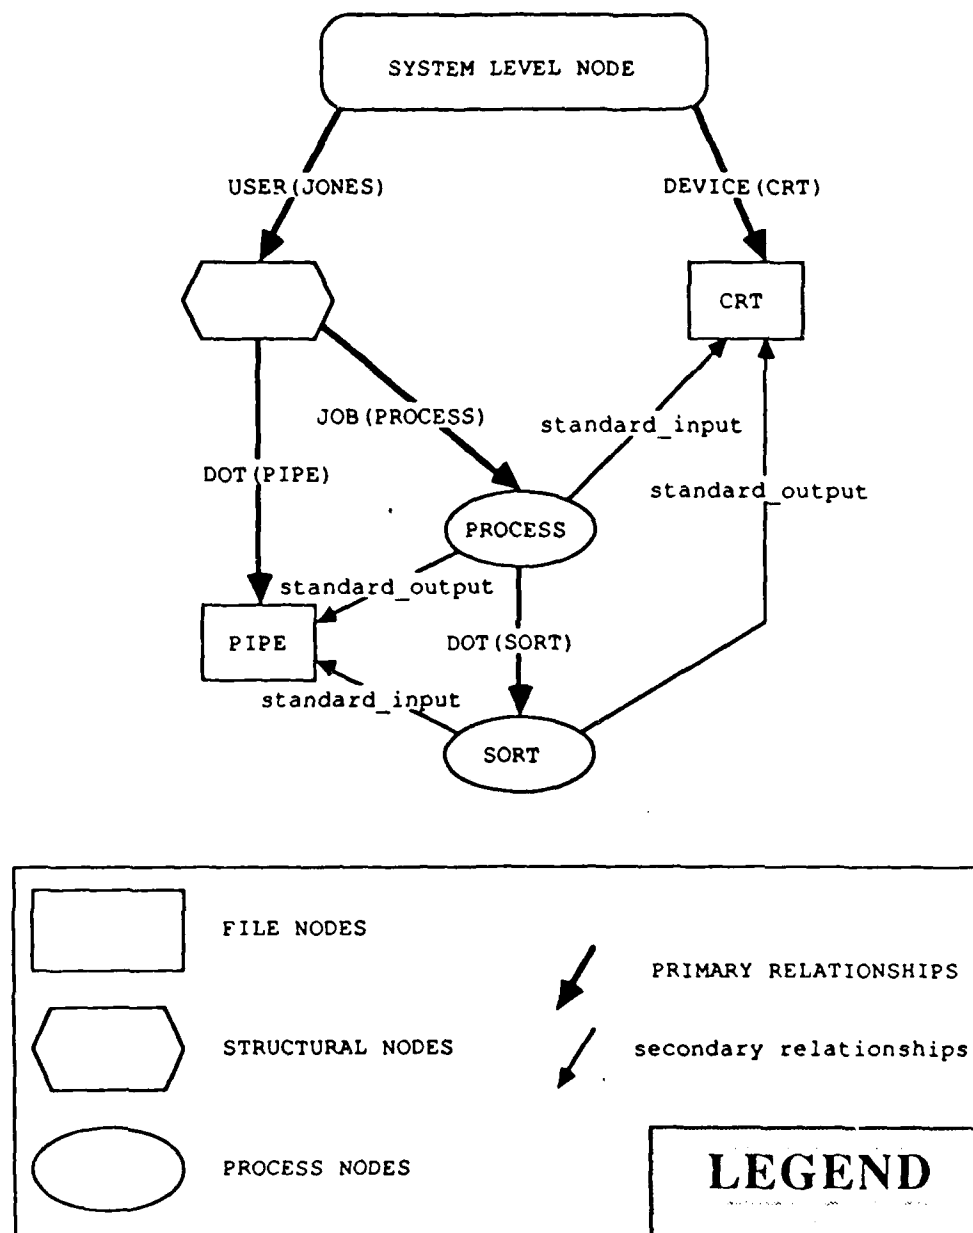 SYSTEM LEVEL NODE
USER(JONES)
DEVICE(CRT)
CRT
JOB(PROCESS)
standard_input
DOT(PIPE)
standard_output
PROCESS
standard_output
PIPE
DOT(SORT)
standard_input
SORT
FILE NODES
PRIMARY RELATIONSHIPS
STRUCTURAL NODES
secondary relationships
PROCESS NODES
LEGEND